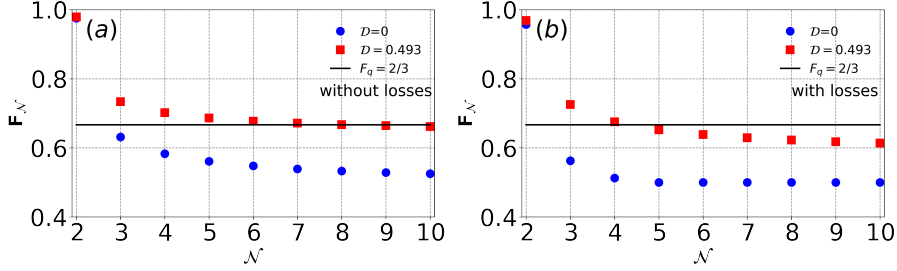 (a)
𝒟=0
𝒟 = 0.493
F_q = 2/3
without losses
1.0
0.8
0.6
0.4
F_𝒩
2 3 4 5 6 7 8 9 10
𝒩
(b)
𝒟=0
𝒟 = 0.493
F_q = 2/3
with losses
1.0
0.8
0.6
0.4
F_𝒩
2 3 4 5 6 7 8 9 10
𝒩